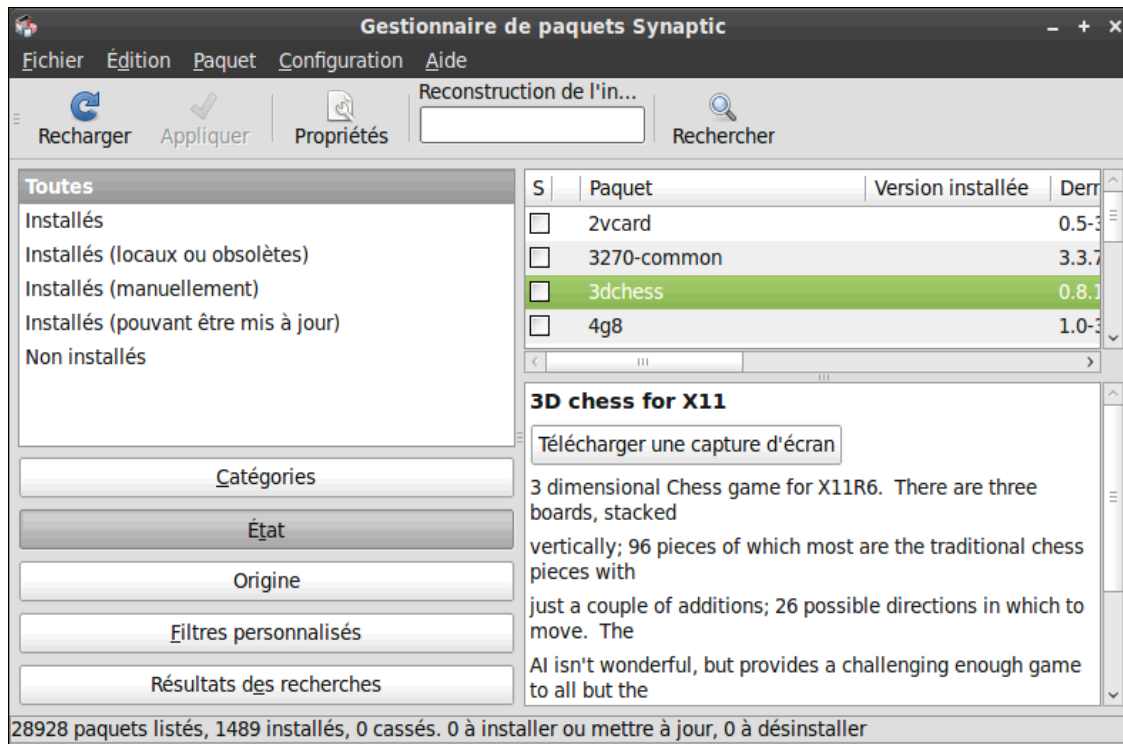 Gestionnaire de paquets Synaptic
Fichier Édition Paquet Configuration Aide
Recharger Appliquer Propriétés Reconstruction de l'in... Rechercher
Toutes
Installés
Installés (locaux ou obsolètes)
Installés (manuellement)
Installés (pouvant être mis à jour)
Non installés
Catégories
État
Origine
Filtres personnalisés
Résultats des recherches
S Paquet Version installée Derr
2vcard 0.5-3
3270-common 3.3.7
3dchess 0.8.1
4g8 1.0-3
3D chess for X11
Télécharger une capture d'écran
3 dimensional Chess game for X11R6. There are three
boards, stacked
vertically; 96 pieces of which most are the traditional chess
pieces with
just a couple of additions; 26 possible directions in which to
move. The
AI isn't wonderful, but provides a challenging enough game
to all but the
28928 paquets listés, 1489 installés, 0 cassés. 0 à installer ou mettre à jour, 0 à désinstaller